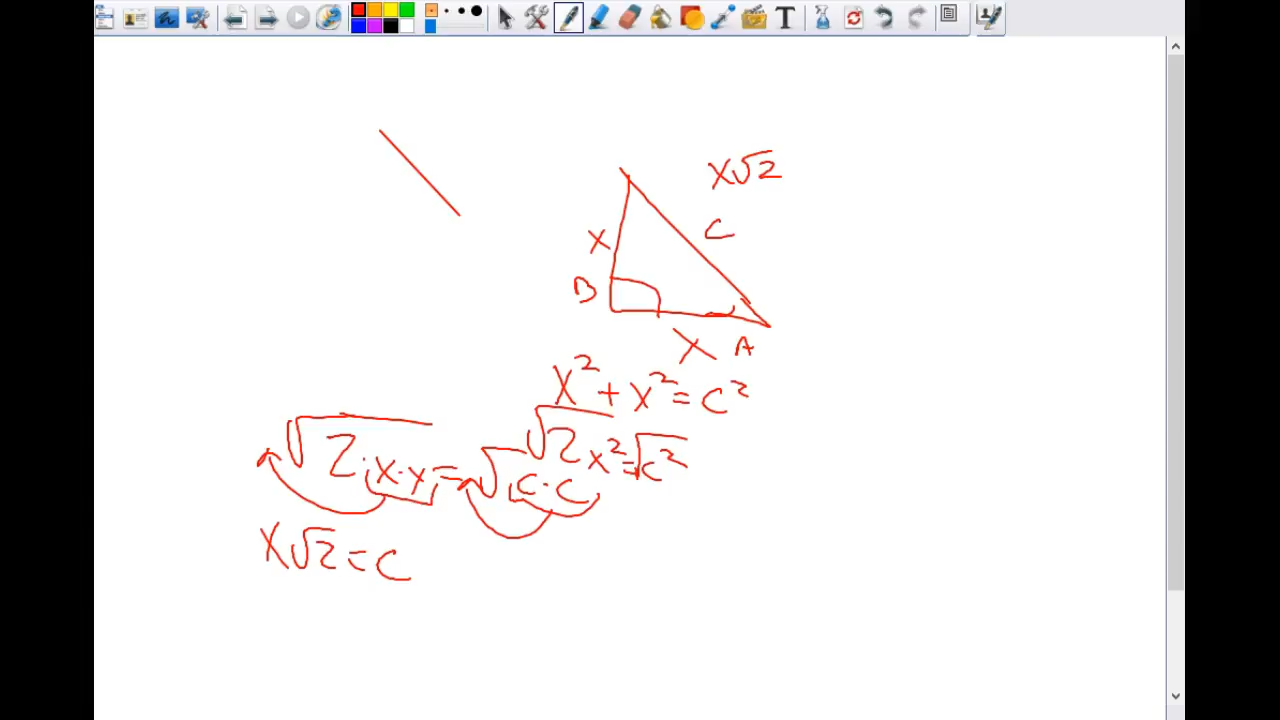 x√2
x
C
B
x
A
x² + x² = c²
√2x² = √c²
√2·x·x = √c·c
x√2 = c